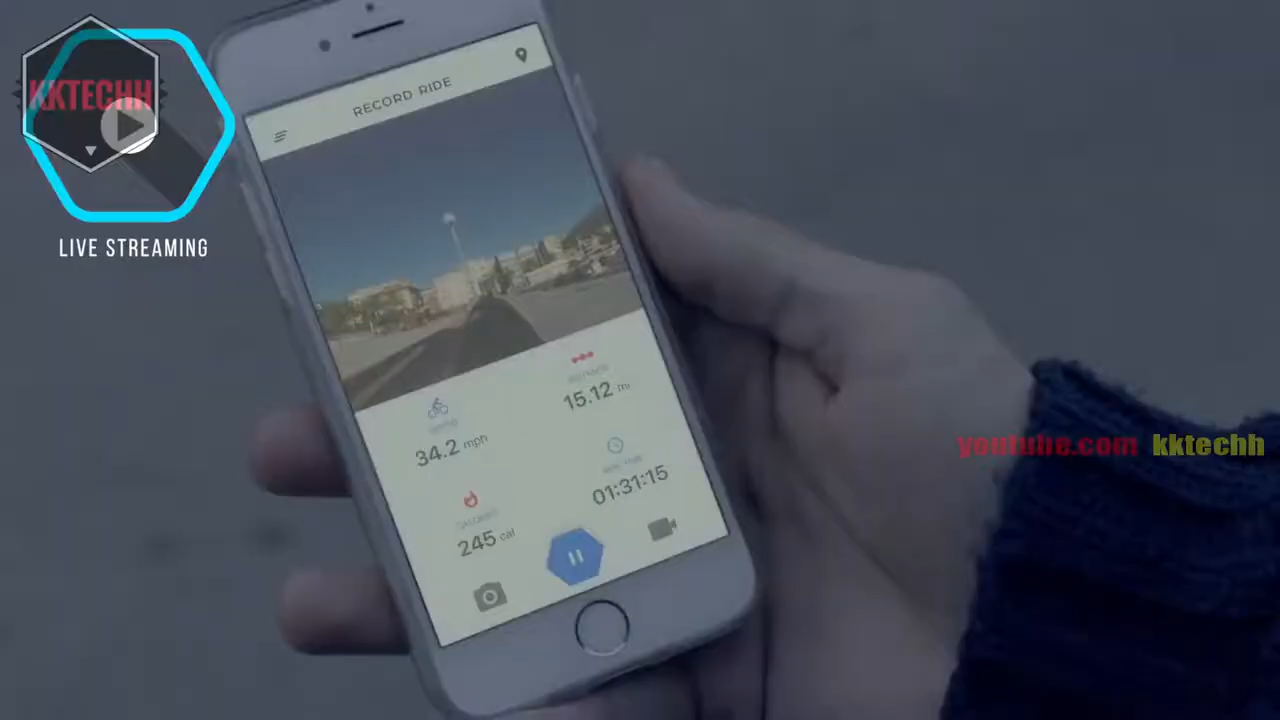 KKTECHH
LIVE STREAMING
RECORD RIDE
34.2 mph
15.12 mi
245 cal
01:31:15
youtube.com kktechh